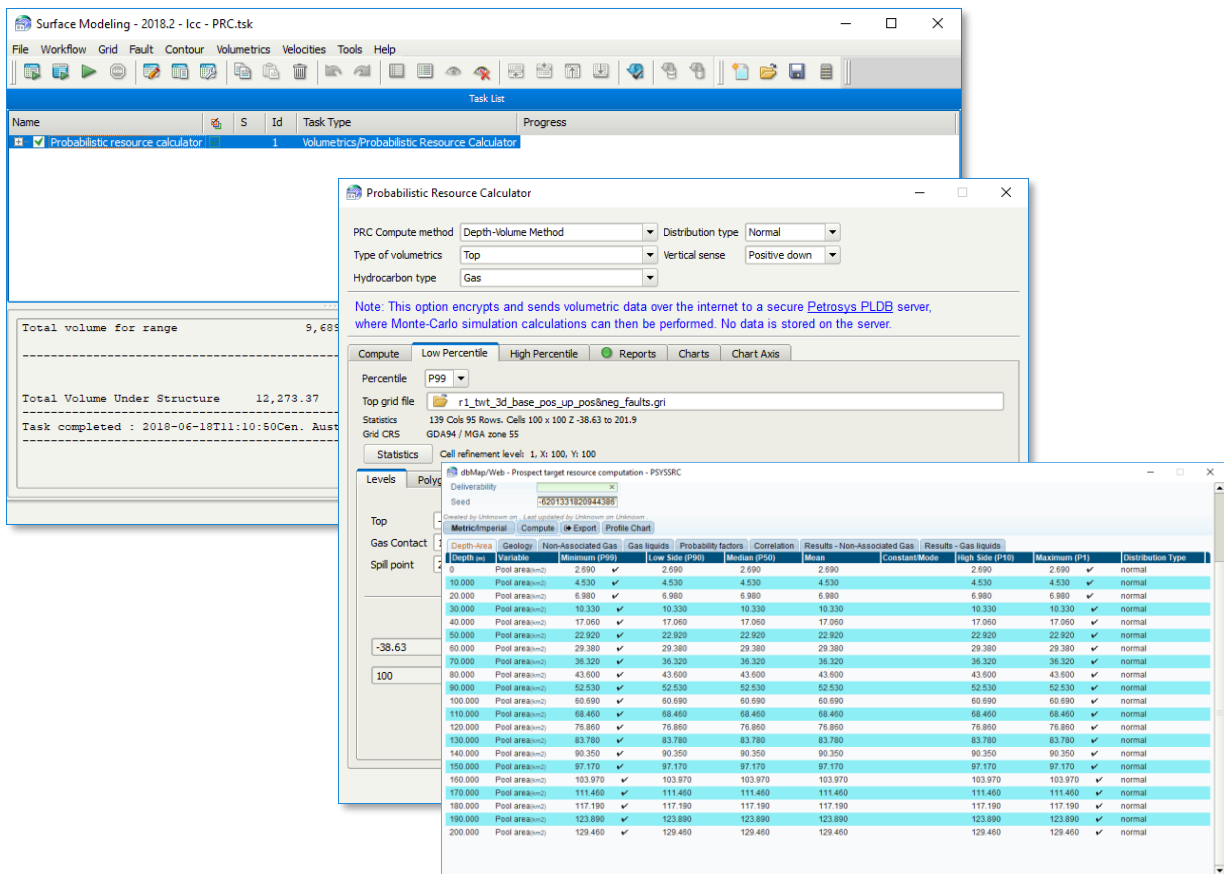 Surface Modeling - 2018.2 - lcc - PRC.tsk
File Workflow Grid Fault Contour Volumetrics Velocities Tools Help
Task List
Name S Id Task Type Progress
Probabilistic resource calculator 1 Volumetrics/Probabilistic Resource Calculator
Total volume for range 9,689
Total Volume Under Structure 12,273.37
Task completed : 2018-06-18T11:10:50Cen. Aust
Probabilistic Resource Calculator
PRC Compute method Depth-Volume Method Distribution type Normal
Type of volumetrics Top Vertical sense Positive down
Hydrocarbon type Gas
Note: This option encrypts and sends volumetric data over the internet to a secure Petrosys PLDB server,
where Monte-Carlo simulation calculations can then be performed. No data is stored on the server.
Compute Low Percentile High Percentile Reports Charts Chart Axis
Percentile P99
Top grid file r1_twt_3d_base_pos_up_pos&neg_faults.gri
Statistics 139 Cols 95 Rows. Cells 100 x 100 Z -38.63 to 201.9
Grid CRS GDA94 / MGA zone 55
Statistics Cell refinement level: 1, X: 100, Y: 100
Levels Polyg
Top
Gas Contact
Spill point
-38.63
100
dbMap/Web - Prospect target resource computation - PSYSSRC
Deliverability
Seed -6201331820944386
Created by Unknown on . Last updated by Unknown on Unknown .
Metric/Imperial Compute Export Profile Chart
Depth-Area Geology Non-Associated Gas Gas liquids Probability factors Correlation Results - Non-Associated Gas Results - Gas liquids
Depth (m) Variable Minimum (P99) Low Side (P90) Median (P50) Mean Constant/Mode High Side (P10) Maximum (P1) Distribution Type
0 Pool area(km2) 2.690 ✔ 2.690 2.690 2.690 2.690 2.690 ✔ normal
10.000 Pool area(km2) 4.530 ✔ 4.530 4.530 4.530 4.530 4.530 ✔ normal
20.000 Pool area(km2) 6.980 ✔ 6.980 6.980 6.980 6.980 6.980 ✔ normal
30.000 Pool area(km2) 10.330 ✔ 10.330 10.330 10.330 10.330 10.330 ✔ normal
40.000 Pool area(km2) 17.060 ✔ 17.060 17.060 17.060 17.060 17.060 ✔ normal
50.000 Pool area(km2) 22.920 ✔ 22.920 22.920 22.920 22.920 22.920 ✔ normal
60.000 Pool area(km2) 29.380 ✔ 29.380 29.380 29.380 29.380 29.380 ✔ normal
70.000 Pool area(km2) 36.320 ✔ 36.320 36.320 36.320 36.320 36.320 ✔ normal
80.000 Pool area(km2) 43.600 ✔ 43.600 43.600 43.600 43.600 43.600 ✔ normal
90.000 Pool area(km2) 52.530 ✔ 52.530 52.530 52.530 52.530 52.530 ✔ normal
100.000 Pool area(km2) 60.690 ✔ 60.690 60.690 60.690 60.690 60.690 ✔ normal
110.000 Pool area(km2) 68.460 ✔ 68.460 68.460 68.460 68.460 68.460 ✔ normal
120.000 Pool area(km2) 76.860 ✔ 76.860 76.860 76.860 76.860 76.860 ✔ normal
130.000 Pool area(km2) 83.780 ✔ 83.780 83.780 83.780 83.780 83.780 ✔ normal
140.000 Pool area(km2) 90.350 ✔ 90.350 90.350 90.350 90.350 90.350 ✔ normal
150.000 Pool area(km2) 97.170 ✔ 97.170 97.170 97.170 97.170 97.170 ✔ normal
160.000 Pool area(km2) 103.970 ✔ 103.970 103.970 103.970 103.970 103.970 ✔ normal
170.000 Pool area(km2) 111.460 ✔ 111.460 111.460 111.460 111.460 111.460 ✔ normal
180.000 Pool area(km2) 117.190 ✔ 117.190 117.190 117.190 117.190 117.190 ✔ normal
190.000 Pool area(km2) 123.890 ✔ 123.890 123.890 123.890 123.890 123.890 ✔ normal
200.000 Pool area(km2) 129.460 ✔ 129.460 129.460 129.460 129.460 129.460 ✔ normal